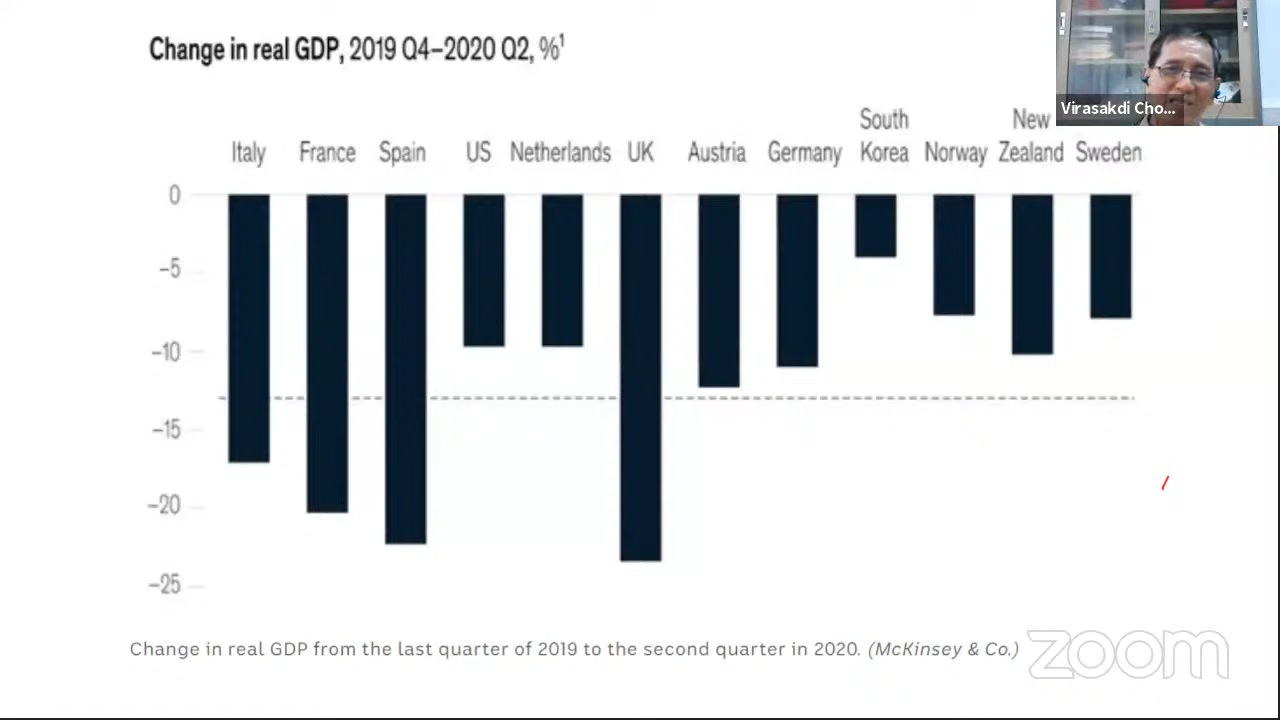 Change in real GDP, 2019 Q4–2020 Q2, %¹
Virasakdi Cho...
Italy France Spain US Netherlands UK Austria Germany South Korea Norway New Zealand Sweden
0
–5
–10
–15
–20
–25
Change in real GDP from the last quarter of 2019 to the second quarter in 2020. (McKinsey & Co.)
zoom